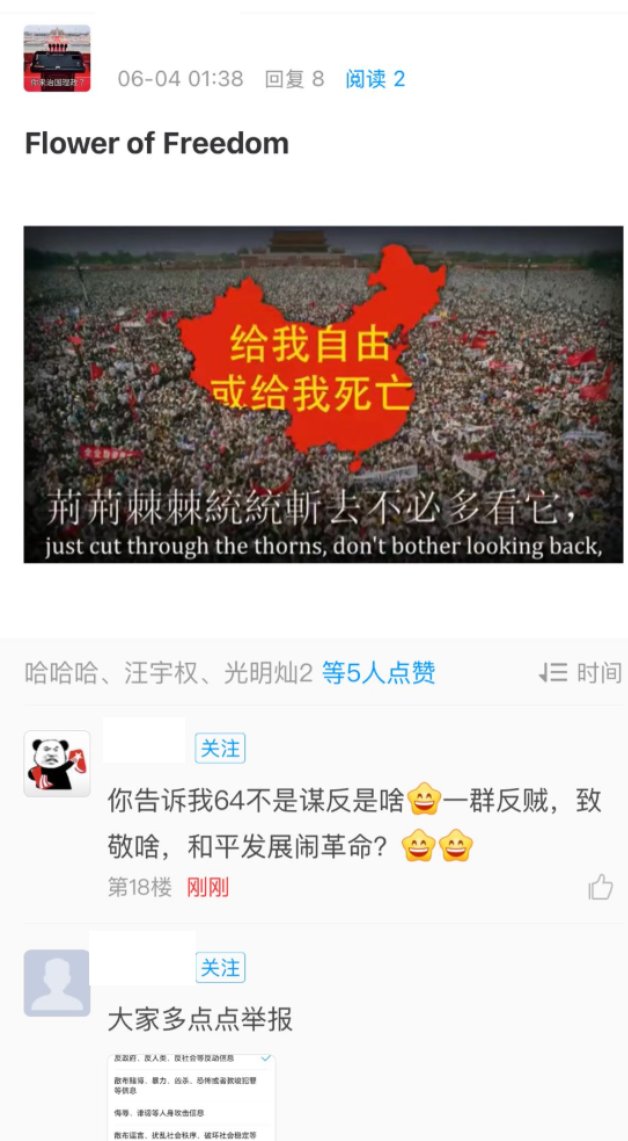 你来治国理政？
06-04 01:38 回复 8 阅读 2
Flower of Freedom
给我自由
或给我死亡
荊荊棘棘統統斬去不必多看它，
just cut through the thorns, don't bother looking back,
哈哈哈、汪宇权、光明灿2 等5人点赞 时间
关注
你告诉我64不是谋反是啥😄一群反贼，致
敬啥，和平发展闹革命？😄😄
第18楼 刚刚
关注
大家多点点举报
反政府、反人类、反社会等反动信息
散布赌博、暴力、凶杀、恐怖或者教唆犯罪
等信息
侮辱、诽谤等人身攻击信息
散布谣言、扰乱社会秩序、破坏社会稳定等